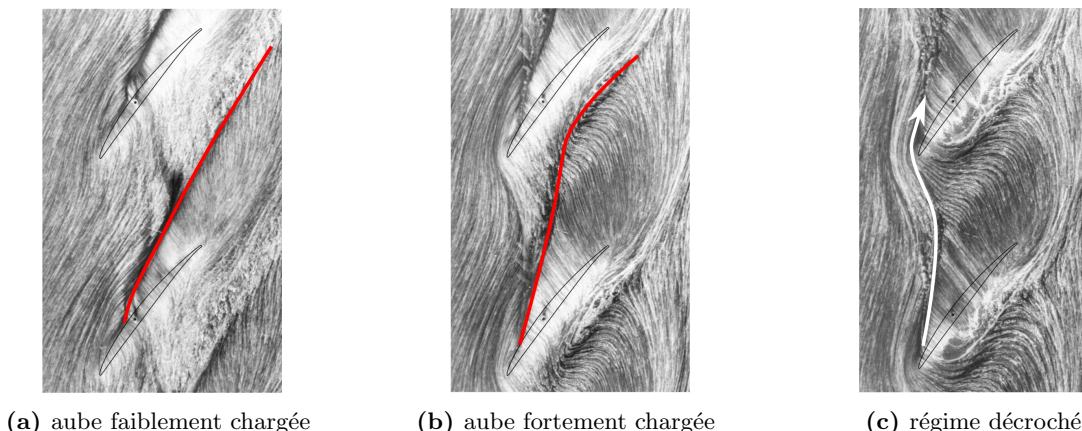 (a) aube faiblement chargée
(b) aube fortement chargée
(c) régime décroché